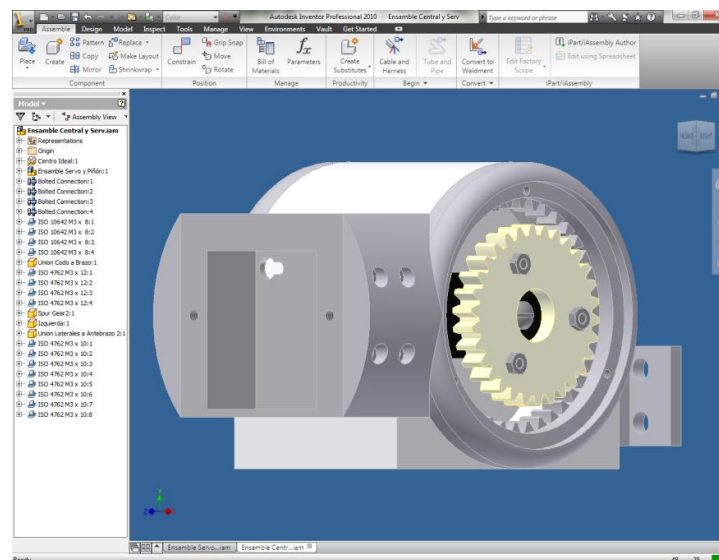 Color
Autodesk Inventor Professional 2010 Ensamble Central y Serv
Type a keyword or phrase
PRO Assemble Design Model Inspect Tools Manage View Environments Vault Get Started
Place
Create
Pattern
Copy
Mirror
Replace
Make Layout
Shrinkwrap
Constrain
Grip Snap
Move
Rotate
Bill of Materials
fx
Parameters
Create Substitutes
Cable and Harness
Tube and Pipe
Convert to Weldment
Edit Factory Scope
iPart/iAssembly Author
Edit using Spreadsheet
Component Position Manage Productivity Begin Convert iPart/iAssembly
Model
Assembly View
Ensamble Central y Serv.iam
Representations
Origin
Centro Ideal:1
Ensamble Servo y Piñón:1
Bolted Connection:1
Bolted Connection:2
Bolted Connection:3
Bolted Connection:4
ISO 10642 M3 x 8:1
ISO 10642 M3 x 8:2
ISO 10642 M3 x 8:3
ISO 10642 M3 x 8:4
Union Codo a Brazo:1
ISO 4762 M3 x 12:1
ISO 4762 M3 x 12:2
ISO 4762 M3 x 12:3
ISO 4762 M3 x 12:4
Spur Gear2:1
Izquierda:1
Union Laterales a Antebrazo 2:1
ISO 4762 M3 x 10:1
ISO 4762 M3 x 10:2
ISO 4762 M3 x 10:3
ISO 4762 M3 x 10:4
ISO 4762 M3 x 10:5
ISO 4762 M3 x 10:6
ISO 4762 M3 x 10:7
ISO 4762 M3 x 10:8
Ensamble Servo...iam
Ensamble Centr...iam
Ready